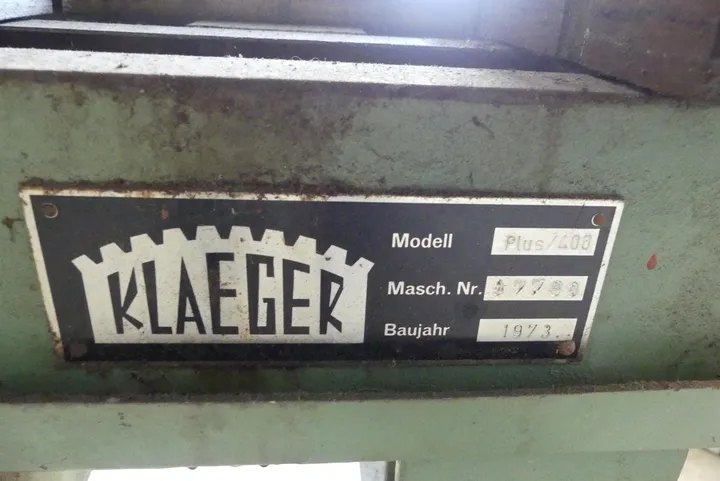 KLAEGER
Modell Plus/400
Masch. Nr.
Baujahr 1973